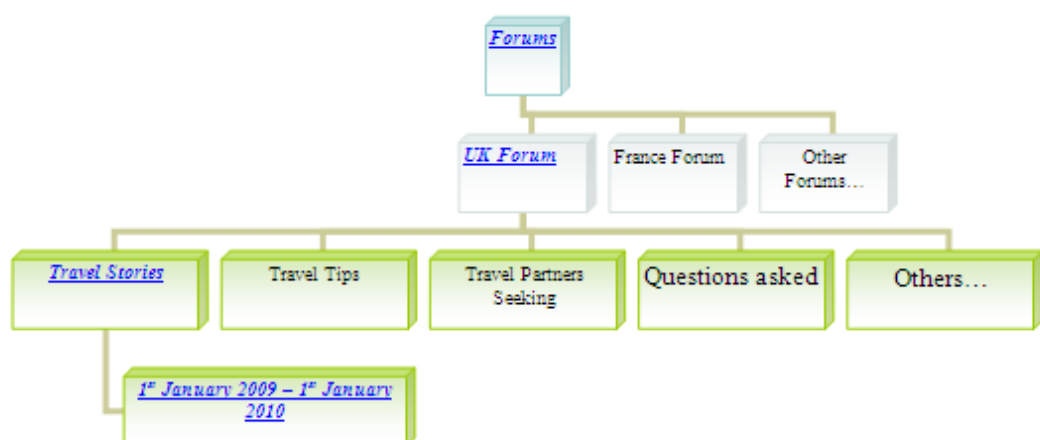 Forums
UK Forum
France Forum
Other
Forums…
Travel Stories
Travel Tips
Travel Partners
Seeking
Questions asked
Others…
1st January 2009 – 1st January
2010